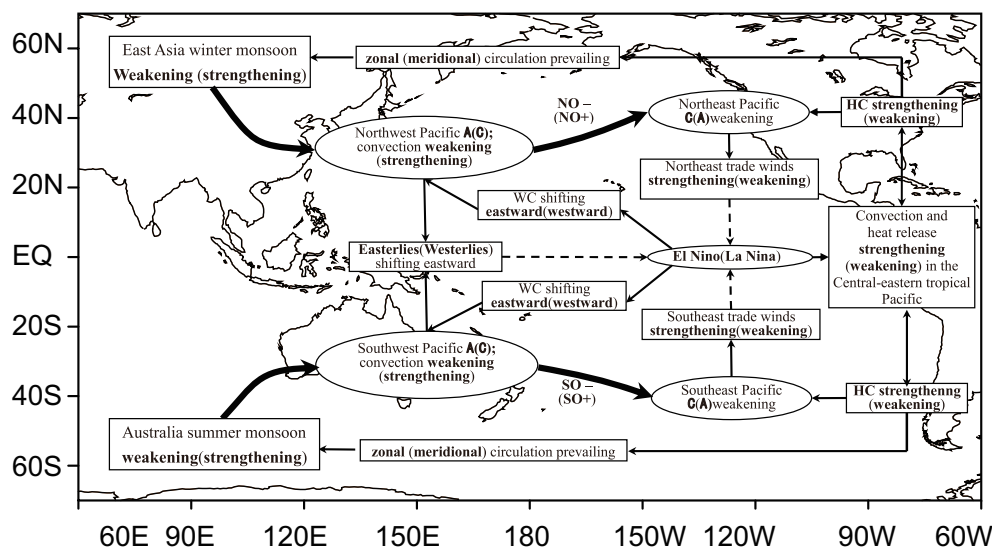 60N
40N
20N
EQ
20S
40S
60S
East Asia winter monsoon
Weakening (strengthening)
zonal (meridional) circulation prevailing
NO –
(NO+)
Northwest Pacific A(C);
convection weakening
(strengthening)
Northeast Pacific
C(A)weakening
HC strengthening
(weakening)
Northeast trade winds
strengthening(weakening)
WC shifting
eastward(westward)
Easterlies(Westerlies)
shifting eastward
El Nino(La Nina)
Convection and
heat release
strengthening
(weakening) in the
Central-eastern tropical
Pacific
WC shifting
eastward(westward)
Southeast trade winds
strengthening(weakening)
Southwest Pacific A(C);
convection weakening
(strengthening)
SO –
(SO+)
Southeast Pacific
C(A)weakening
HC strengthenng
(weakening)
Australia summer monsoon
weakening(strengthening)
zonal (meridional) circulation prevailing
60E 90E 120E 150E 180 150W 120W 90W 60W